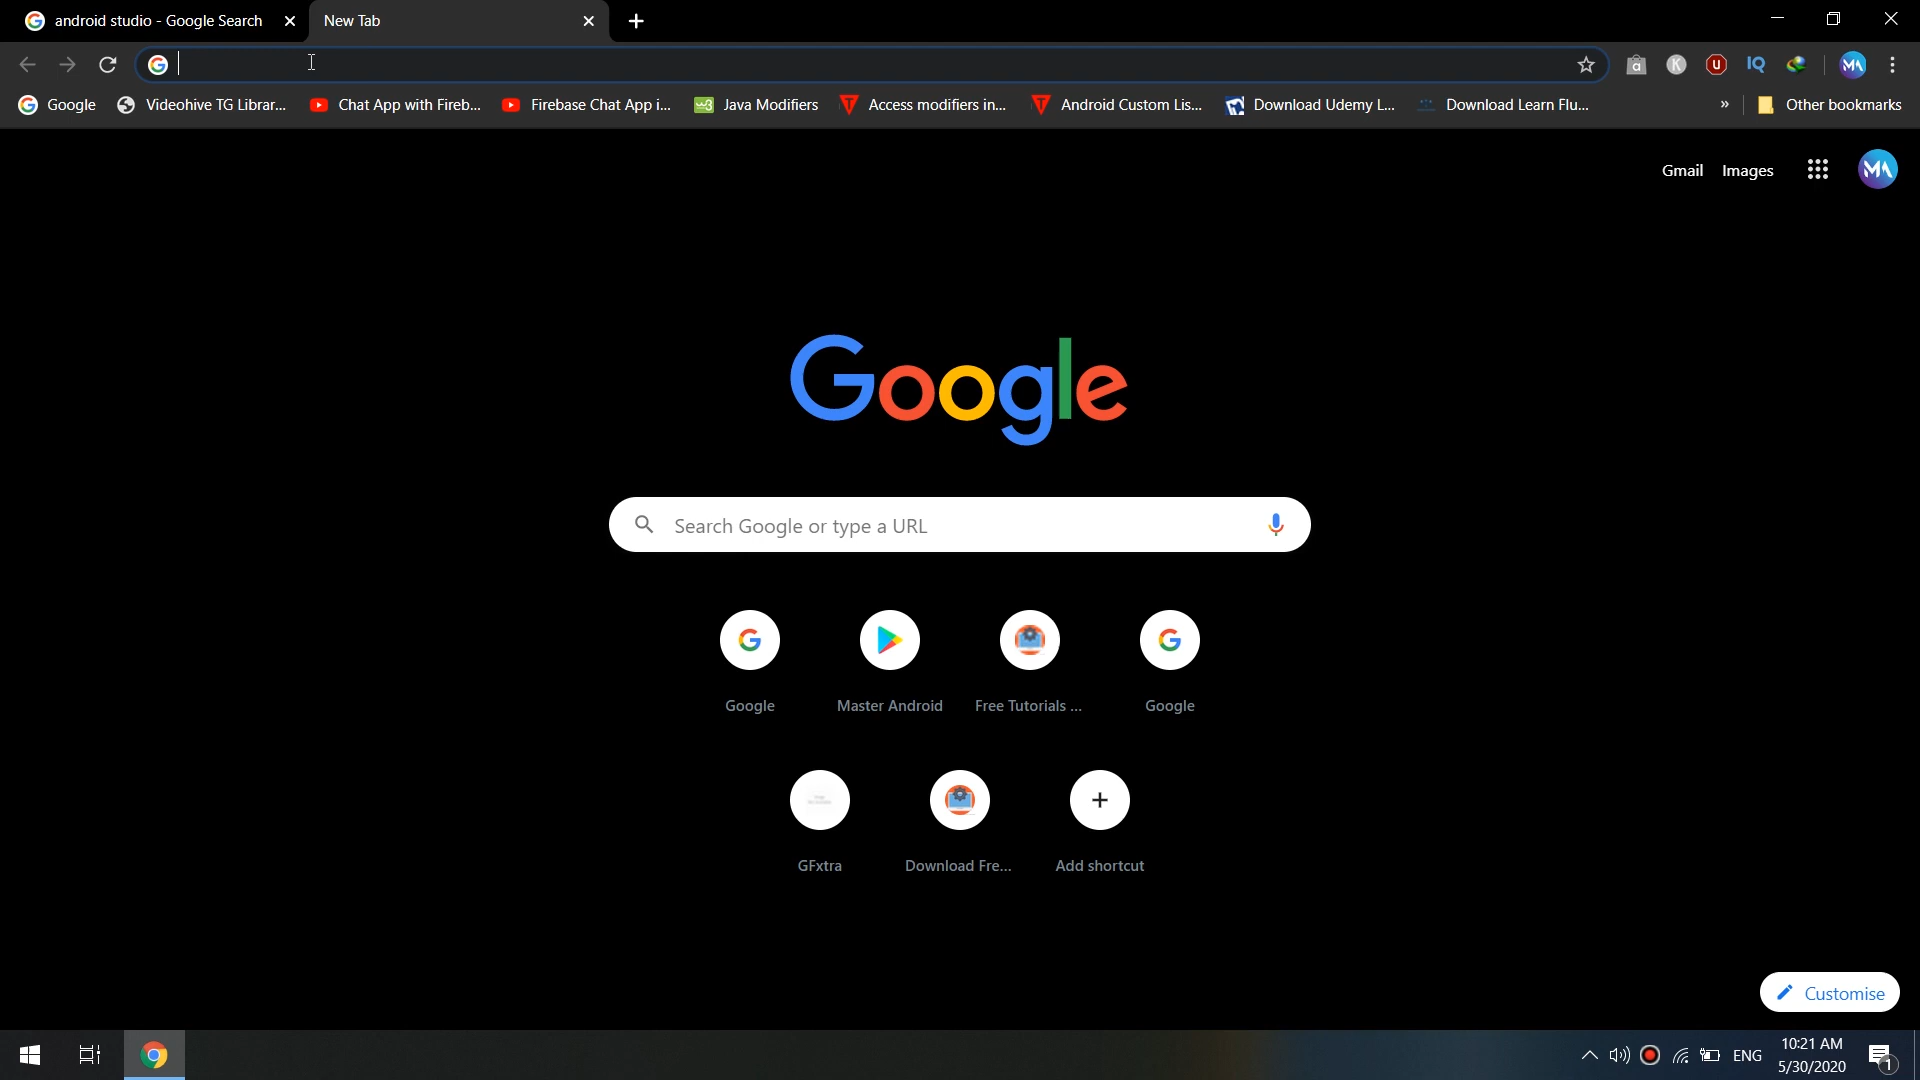 android studio - Google Search
New Tab
Google
Videohive TG Librar...
Chat App with Fireb...
Firebase Chat App i...
Java Modifiers
Access modifiers in...
Android Custom Lis...
Download Udemy L...
Download Learn Flu...
»
Other bookmarks
Gmail
Images
MA
Google
Search Google or type a URL
Google
Master Android
Free Tutorials ...
Google
GFxtra
Download Fre...
Add shortcut
Customise
ENG
10:21 AM
5/30/2020
1